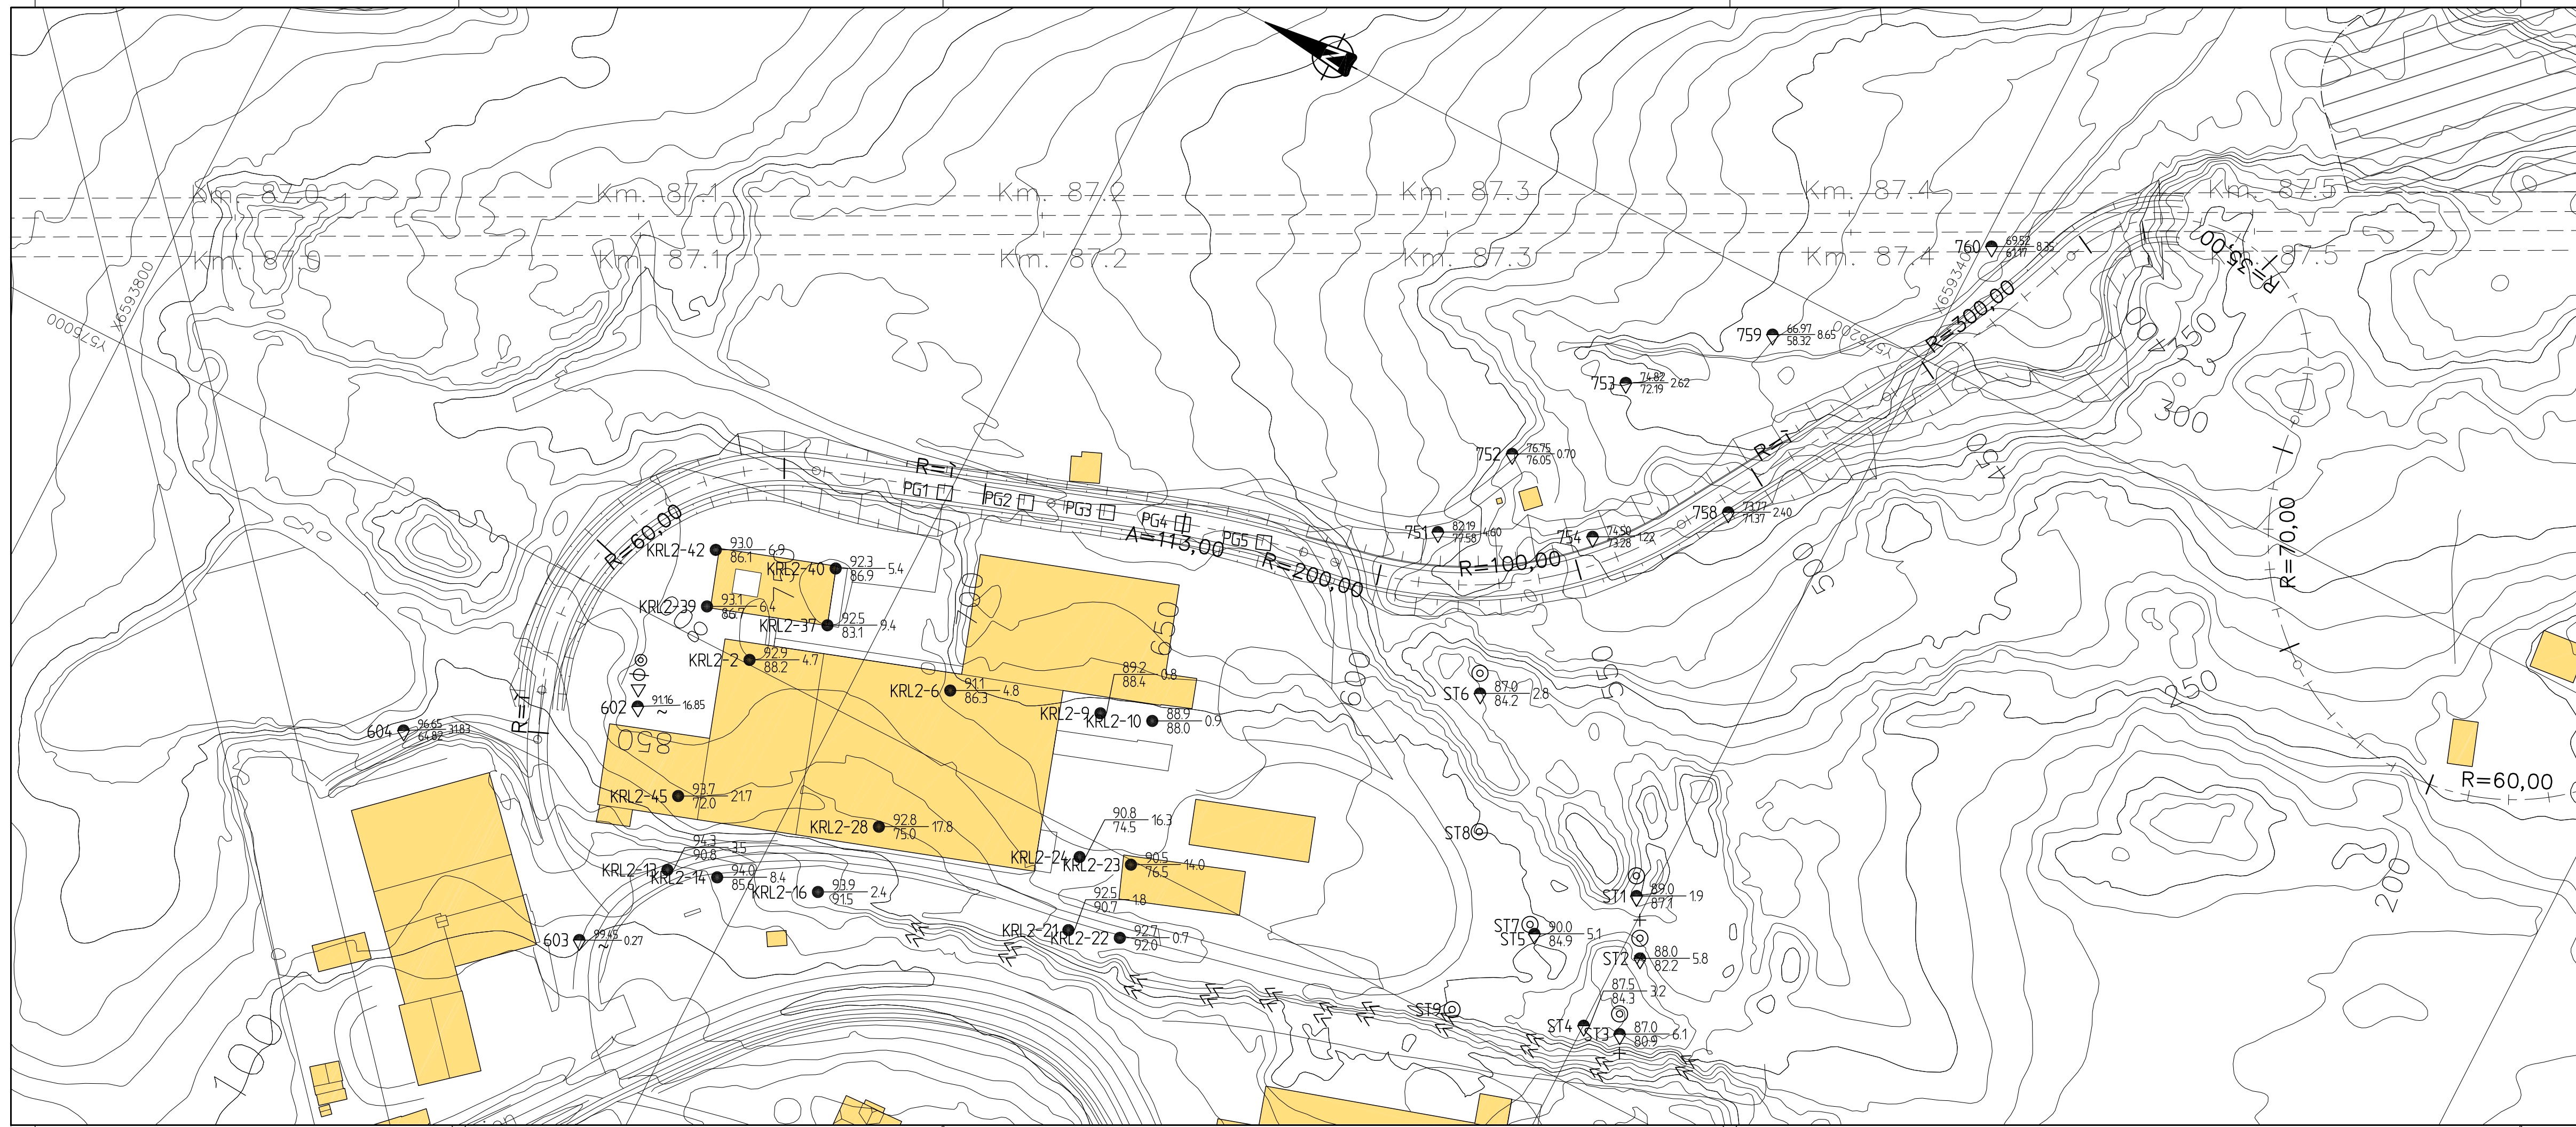 N
Km. 87.0
Km. 87.1
Km. 87.2
Km. 87.3
Km. 87.4
Km. 87.5
Km. 87.0
Km. 87.1
Km. 87.2
Km. 87.3
Km. 87.4
Km. 87.5
X6593800
Y575000
Y575200
R=35,00
R=300,00
760 69.52 61.17 8.35
759 66.97 58.32 8.65
753 74.82 72.19 2.62
752 76.75 76.05 0.70
751 82.19 77.58 4.60
754 74.50 73.28 1.22
758 73.77 71.37 2.40
400
350
300
450
500
550
250
200
R=70,00
R=60,00
R=100,00
R=200,00
A=113,00
PG1
PG2
PG3
PG4
PG5
R=60,00
KRL2-42 93.0 86.1 6.9
KRL2-40 92.3 86.9 5.4
KRL2-39 93.1 86.7 6.4
KRL2-37 92.5 83.1 9.4
KRL2-2 92.9 88.2 4.7
KRL2-6 91.1 86.3 4.8
KRL2-9 89.2 88.4 0.8
KRL2-10 88.9 88.0 0.9
700
650
600
850
602 91.16 ~ 16.85
604 96.65 64.82 31.83
603 99.45 ~ 0.27
KRL2-45 93.7 72.0 21.7
KRL2-28 92.8 75.0 17.8
KRL2-24 90.8 74.5 16.3
KRL2-23 90.5 76.5 14.0
KRL2-13 94.3 90.8 3.5
KRL2-14 94.0 85.6 8.4
KRL2-16 93.9 91.5 2.4
KRL2-21 92.5 90.7 1.8
KRL2-22 92.7 92.0 0.7
ST6 87.0 84.2 2.8
ST8
ST1 89.0 87.1 1.9
ST7
ST5 90.0 84.9 5.1
ST2 88.0 82.2 5.8
ST9
ST4 87.5 84.3 3.2
ST3 87.0 80.9 6.1
100